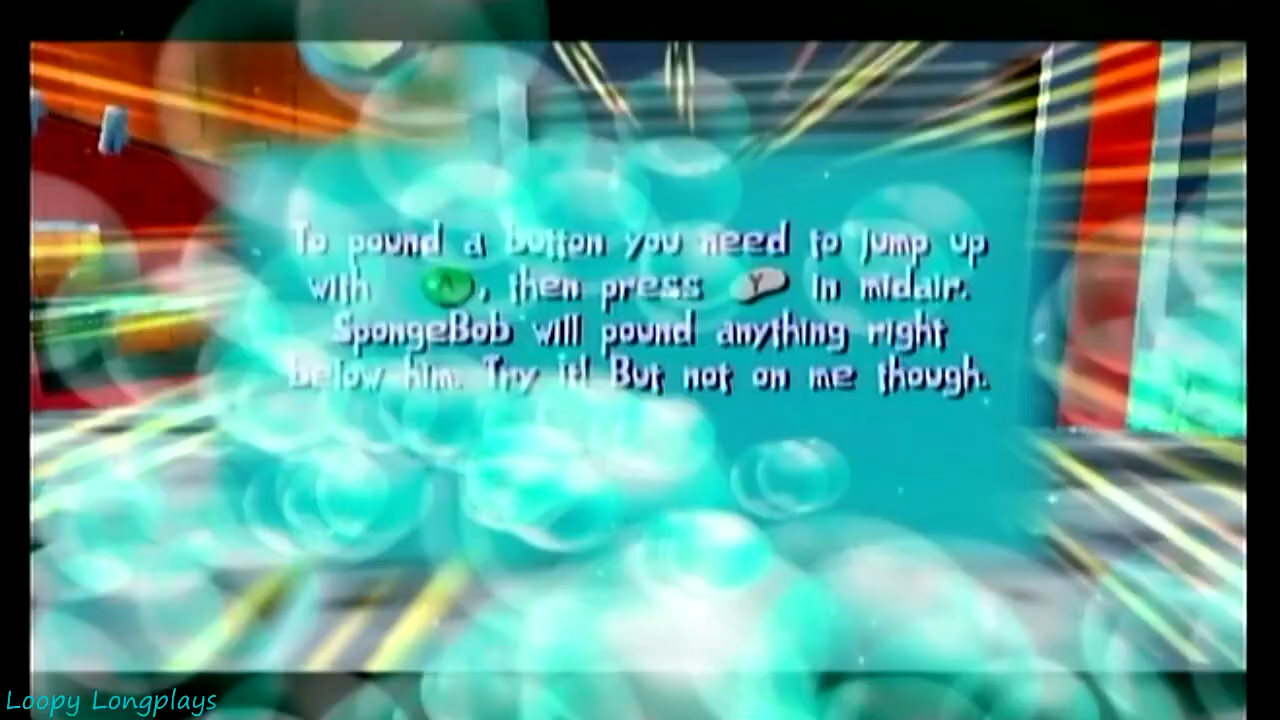 To pound a button you need to jump up
with A, then press Y in midair.
SpongeBob will pound anything right
below him. Try it! But not on me though.
Loopy Longplays